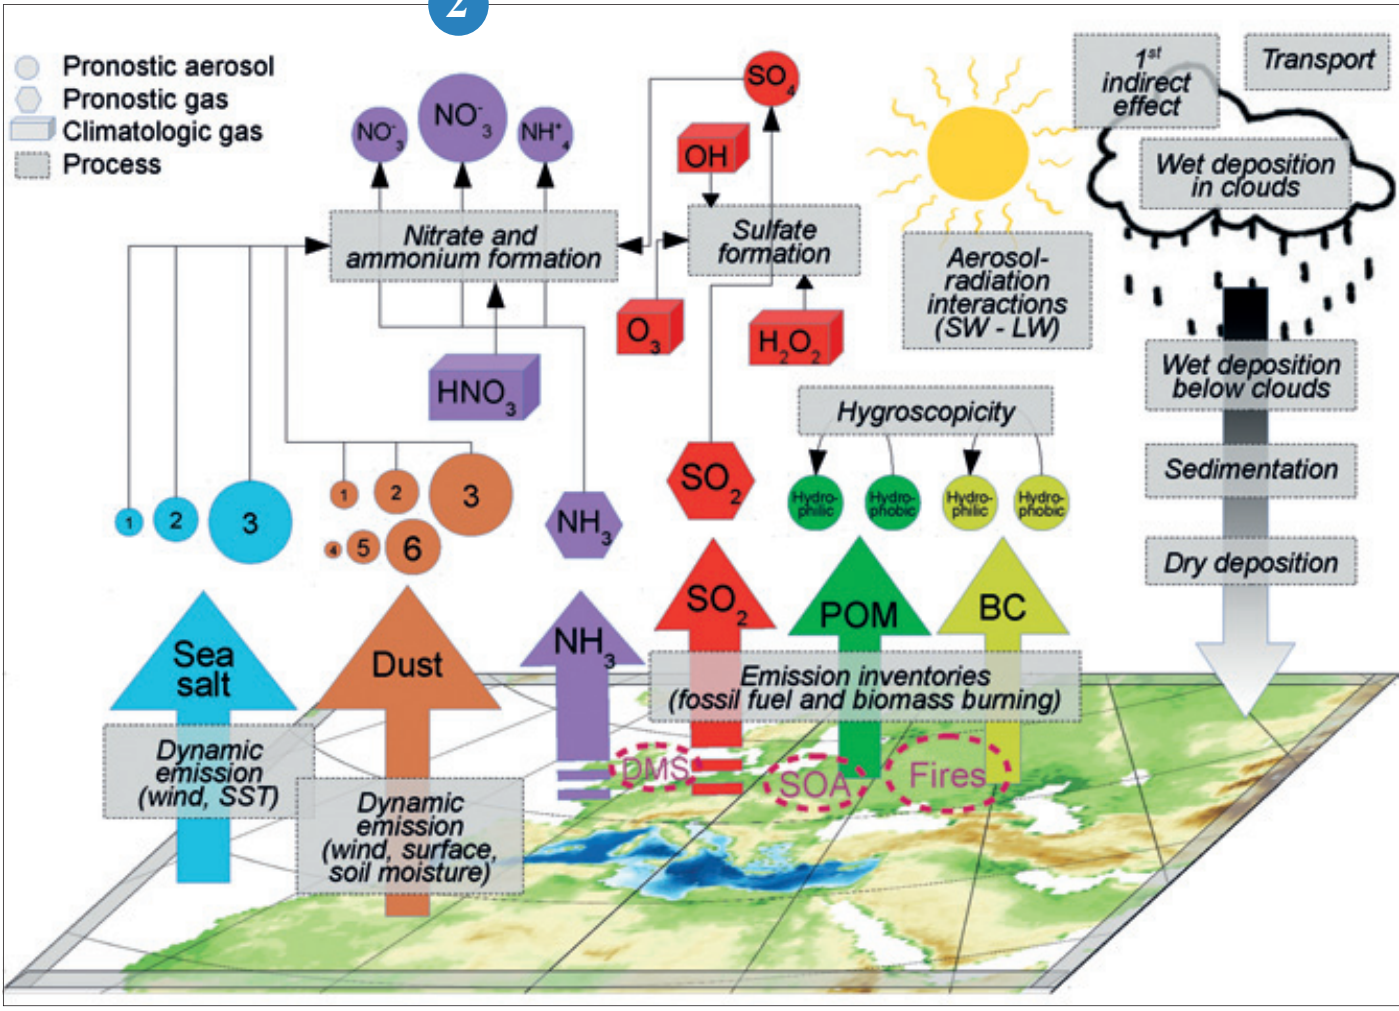 2
Pronostic aerosol
Pronostic gas
Climatologic gas
Process
NO⁻₃
NO⁻₃
NH⁺₄
SO₄
OH
Nitrate and
ammonium formation
Sulfate
formation
O₃
H₂O₂
HNO₃
1ˢᵗ
indirect
effect
Transport
Wet deposition
in clouds
Aerosol-
radiation
interactions
(SW - LW)
Wet deposition
below clouds
Sedimentation
Dry deposition
Hygroscopicity
Hydro-
philic
Hydro-
phobic
Hydro-
philic
Hydro-
phobic
1
2
3
1
2
3
4
5
6
NH₃
SO₂
Sea
salt
Dust
NH₃
SO₂
POM
BC
Emission inventories
(fossil fuel and biomass burning)
Dynamic
emission
(wind, SST)
Dynamic
emission
(wind, surface,
soil moisture)
DMS
SOA
Fires